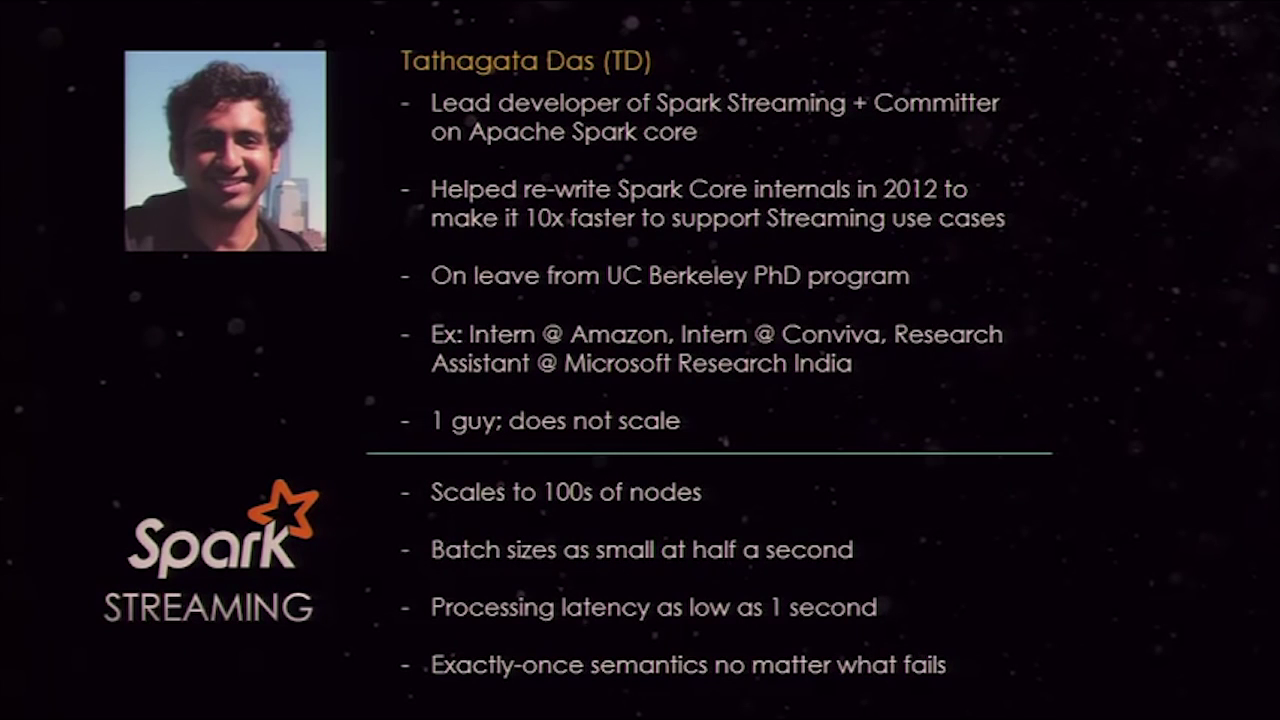 Tathagata Das (TD)
- Lead developer of Spark Streaming + Committer
on Apache Spark core
- Helped re-write Spark Core internals in 2012 to
make it 10x faster to support Streaming use cases
- On leave from UC Berkeley PhD program
- Ex: Intern @ Amazon, Intern @ Conviva, Research
Assistant @ Microsoft Research India
- 1 guy; does not scale
Spark
STREAMING
- Scales to 100s of nodes
- Batch sizes as small at half a second
- Processing latency as low as 1 second
- Exactly-once semantics no matter what fails